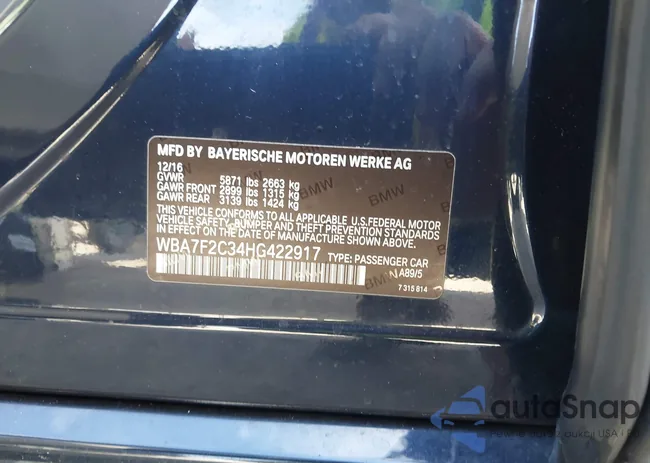 MFD BY BAYERISCHE MOTOREN WERKE AG
12/16
GVWR 5871 lbs 2663 kg
GAWR FRONT 2899 lbs 1315 kg
GAWR REAR 3139 lbs 1424 kg
THIS VEHICLE CONFORMS TO ALL APPLICABLE U.S.FEDERAL MOTOR
VEHICLE SAFETY, BUMPER AND THEFT PREVENTION STANDARDS
IN EFFECT ON THE DATE OF MANUFACTURE SHOWN ABOVE.
WBA7F2C34HG422917 TYPE: PASSENGER CAR
A89/5
7 315 814
autoSnap
aukcji USA i